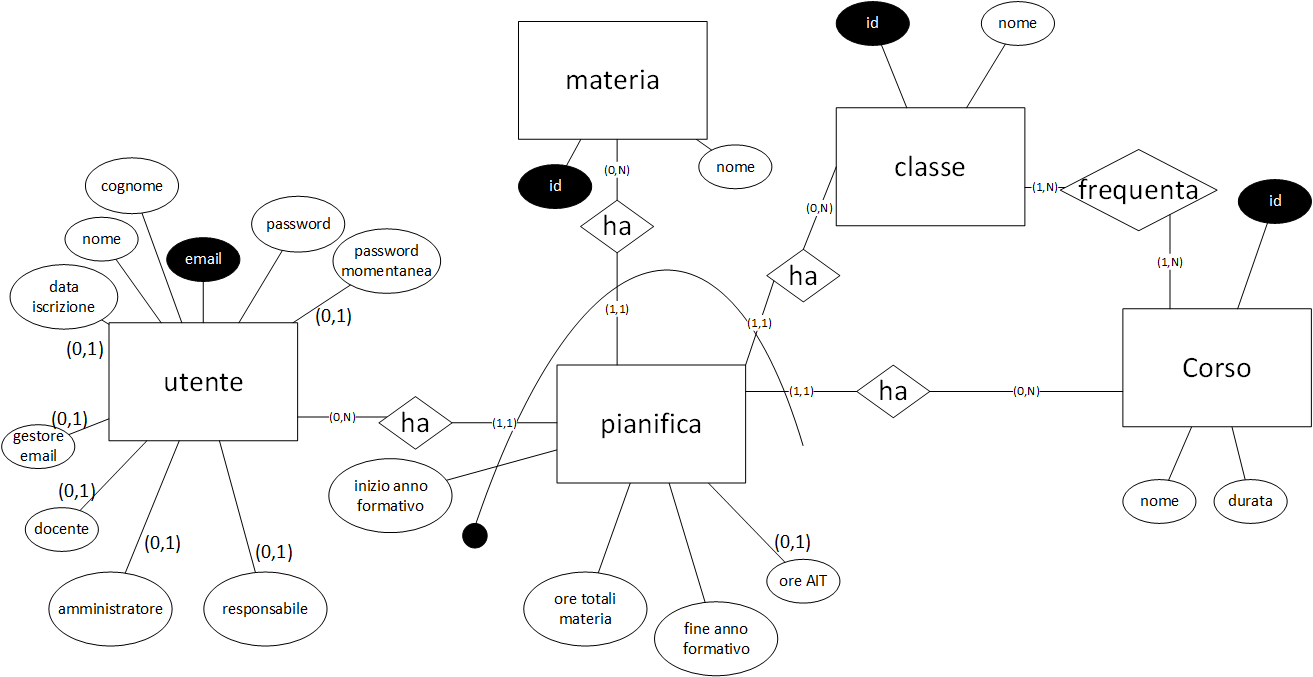 id
nome
materia
classe
(0,N)
nome
id
cognome
(1,N)
frequenta
id
(0,N)
password
ha
nome
email
password
momentanea
(1,N)
ha
data
iscrizione
(0,1)
(1,1)
(1,1)
(0,1)
Corso
utente
(1,1)
ha
(0,N)
(0,1)
(0,N)
ha
(1,1)
pianifica
gestore
email
inizio anno
formativo
(0,1)
nome
durata
docente
(0,1)
(0,1)
(0,1)
ore AIT
amministratore
responsabile
ore totali
materia
fine anno
formativo